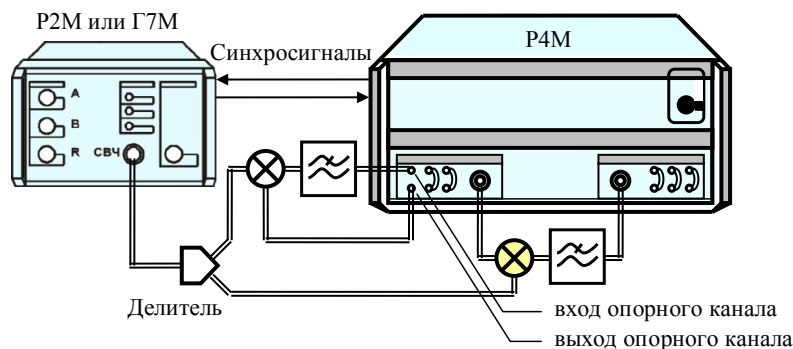 Р2М или Г7М
Р4М
Синхросигналы
А
В
R
СВЧ
Делитель
вход опорного канала
выход опорного канала